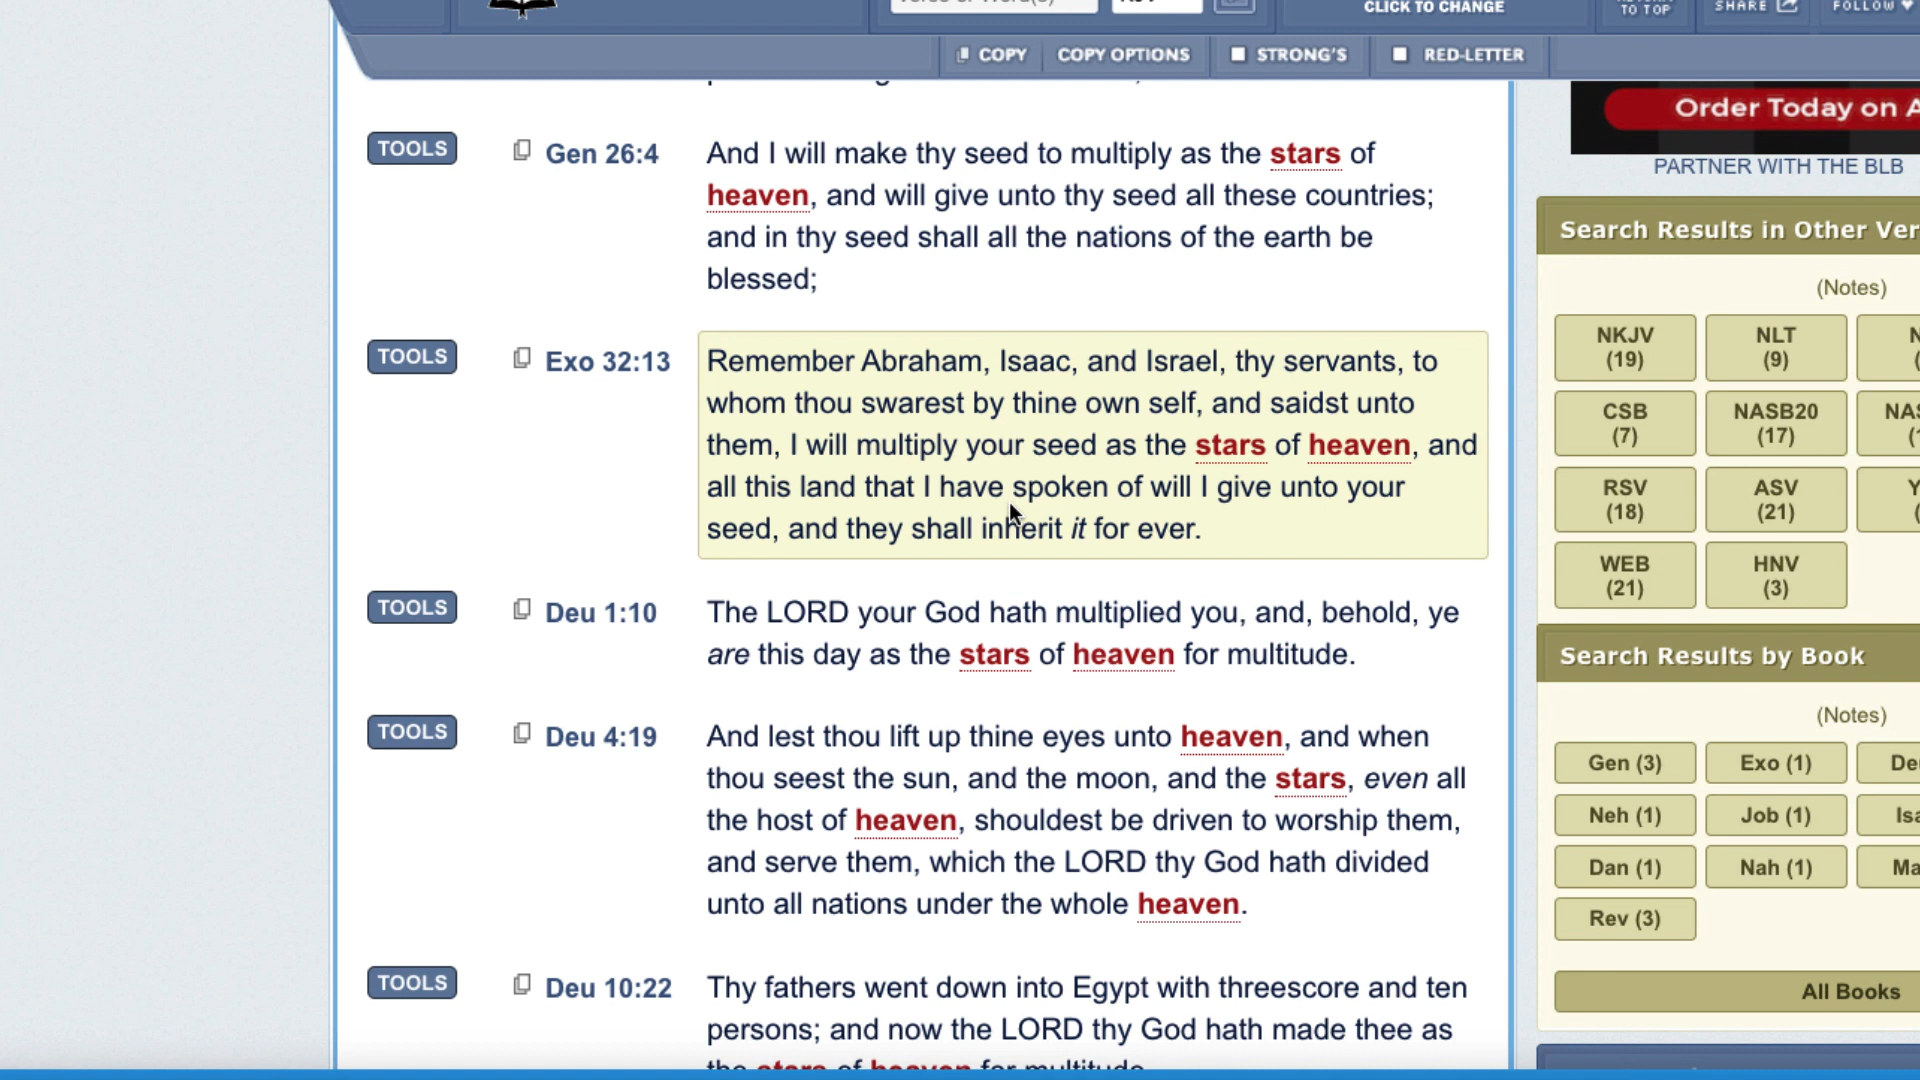 CLICK TO CHANGE
TO TOP
SHARE
FOLLOW
COPY
COPY OPTIONS
STRONG'S
RED-LETTER
TOOLS
Gen 26:4
And I will make thy seed to multiply as the stars of
heaven, and will give unto thy seed all these countries;
and in thy seed shall all the nations of the earth be
blessed;
TOOLS
Exo 32:13
Remember Abraham, Isaac, and Israel, thy servants, to
whom thou swarest by thine own self, and saidst unto
them, I will multiply your seed as the stars of heaven, and
all this land that I have spoken of will I give unto your
seed, and they shall inherit it for ever.
TOOLS
Deu 1:10
The LORD your God hath multiplied you, and, behold, ye
are this day as the stars of heaven for multitude.
TOOLS
Deu 4:19
And lest thou lift up thine eyes unto heaven, and when
thou seest the sun, and the moon, and the stars, even all
the host of heaven, shouldest be driven to worship them,
and serve them, which the LORD thy God hath divided
unto all nations under the whole heaven.
TOOLS
Deu 10:22
Thy fathers went down into Egypt with threescore and ten
persons; and now the LORD thy God hath made thee as
the stars of heaven for multitude.
Order Today on A
PARTNER WITH THE BLB
Search Results in Other Ver
(Notes)
NKJV
(19)
NLT
(9)
N
CSB
(7)
NASB20
(17)
NAS
RSV
(18)
ASV
(21)
Y
WEB
(21)
HNV
(3)
Search Results by Book
(Notes)
Gen (3)
Exo (1)
De
Neh (1)
Job (1)
Isa
Dan (1)
Nah (1)
Ma
Rev (3)
All Books